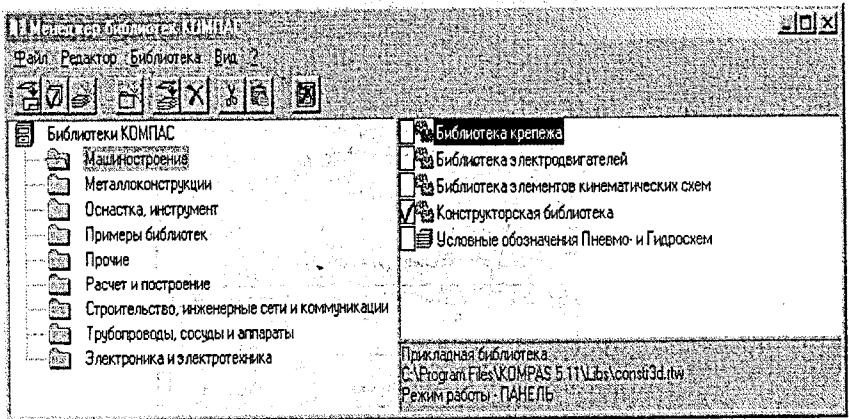 Менеджер библиотек КОМПАС
Файл Редактор Библиотека Вид ?
Библиотеки КОМПАС
Машиностроение
Металлоконструкции
Оснастка, инструмент
Примеры библиотек
Прочие
Расчет и построение
Строительство, инженерные сети и коммуникации
Трубопроводы, сосуды и аппараты
Электроника и электротехника
Библиотека крепежа
Библиотека электродвигателей
Библиотека элементов кинематических схем
Конструкторская библиотека
Условные обозначения Пневмо- и Гидросхем
Прикладная библиотека
C:\Program Files\KOMPAS 5.11\Libs\constr3d.rtw
Режим работы - ПАНЕЛЬ